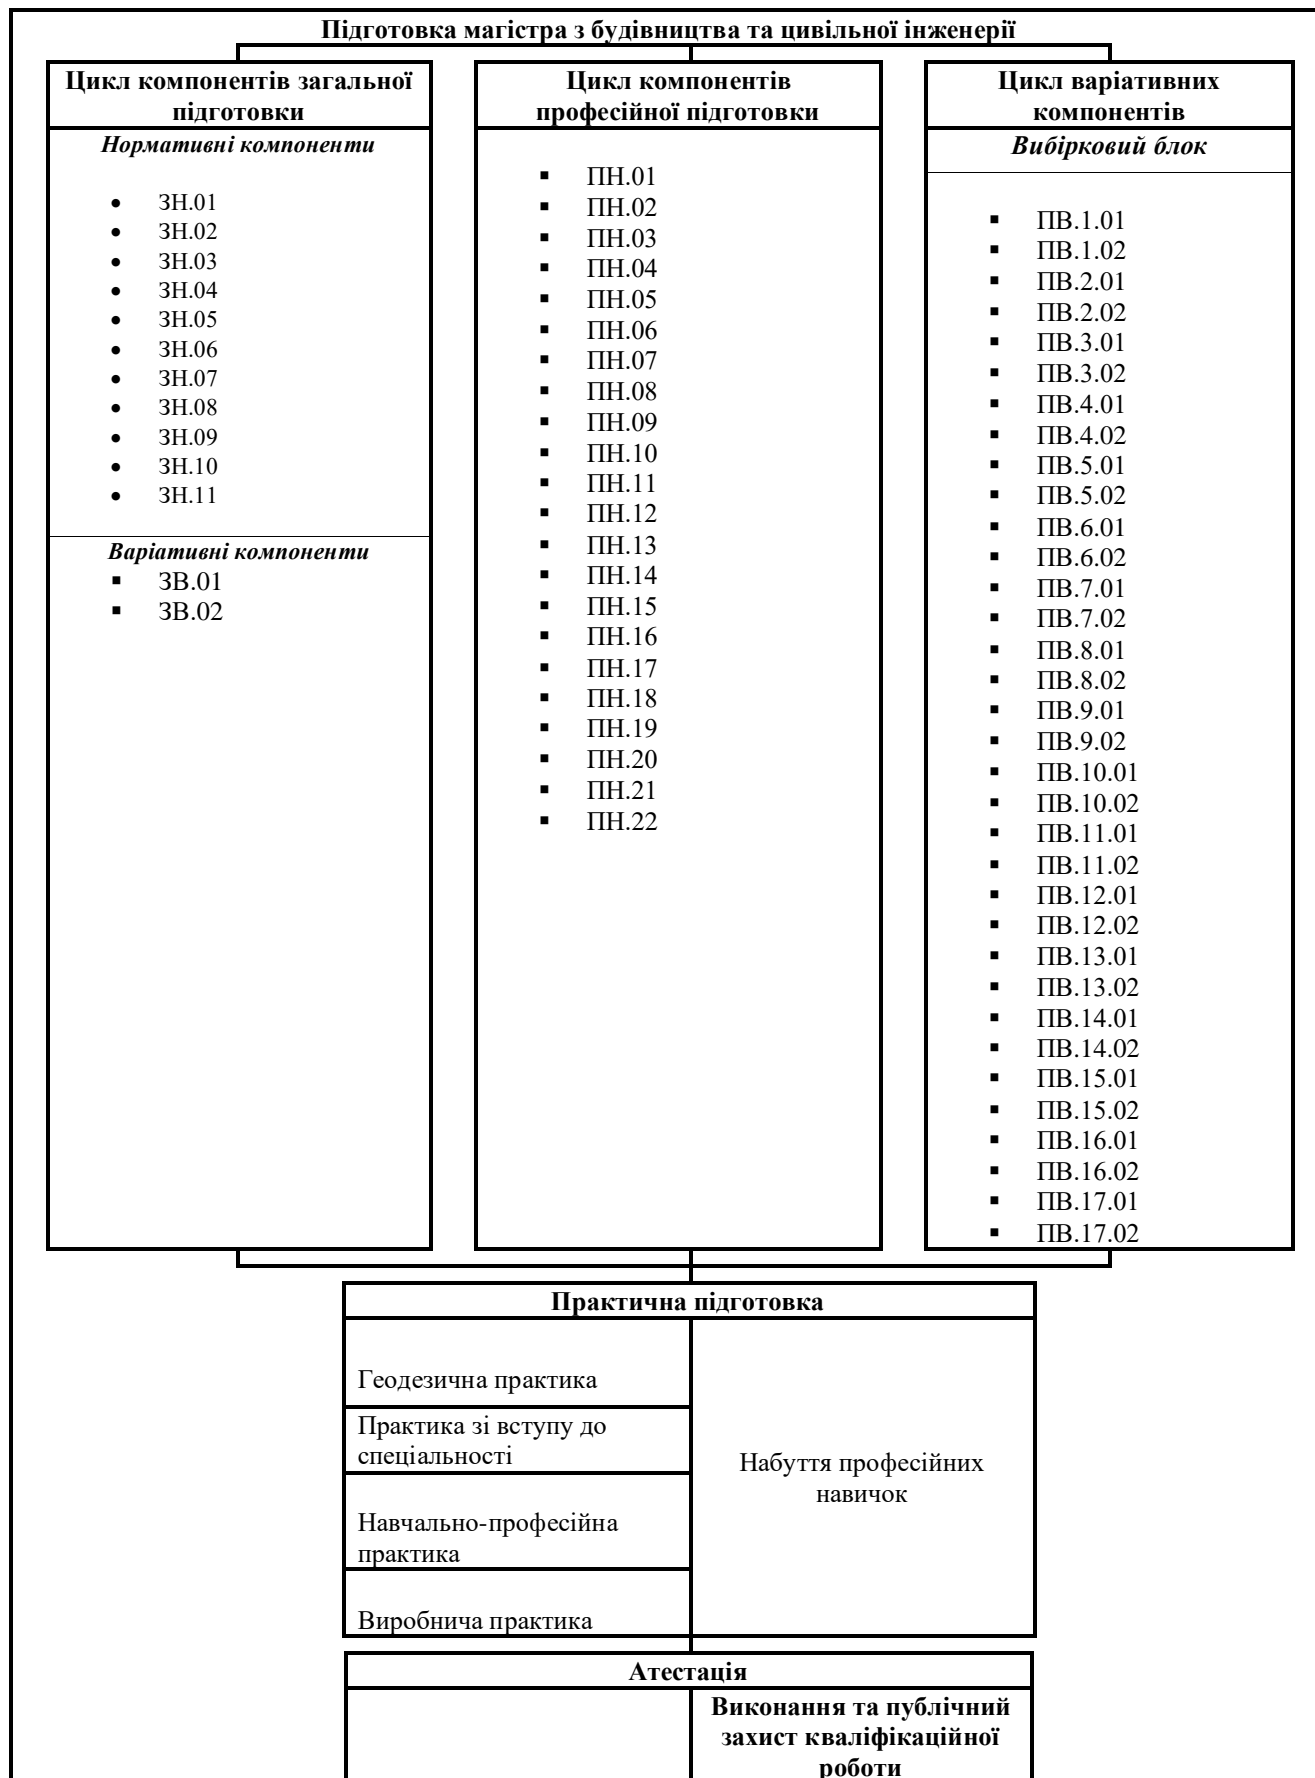 Підготовка магістра з будівництва та цивільної інженерії
Цикл компонентів загальної
підготовки
Нормативні компоненти
ЗН.01
ЗН.02
ЗН.03
ЗН.04
ЗН.05
ЗН.06
ЗН.07
ЗН.08
ЗН.09
ЗН.10
ЗН.11
Варіативні компоненти
ЗВ.01
ЗВ.02
Цикл компонентів
професійної підготовки
ПН.01
ПН.02
ПН.03
ПН.04
ПН.05
ПН.06
ПН.07
ПН.08
ПН.09
ПН.10
ПН.11
ПН.12
ПН.13
ПН.14
ПН.15
ПН.16
ПН.17
ПН.18
ПН.19
ПН.20
ПН.21
ПН.22
Цикл варіативних
компонентів
Вибірковий блок
ПВ.1.01
ПВ.1.02
ПВ.2.01
ПВ.2.02
ПВ.3.01
ПВ.3.02
ПВ.4.01
ПВ.4.02
ПВ.5.01
ПВ.5.02
ПВ.6.01
ПВ.6.02
ПВ.7.01
ПВ.7.02
ПВ.8.01
ПВ.8.02
ПВ.9.01
ПВ.9.02
ПВ.10.01
ПВ.10.02
ПВ.11.01
ПВ.11.02
ПВ.12.01
ПВ.12.02
ПВ.13.01
ПВ.13.02
ПВ.14.01
ПВ.14.02
ПВ.15.01
ПВ.15.02
ПВ.16.01
ПВ.16.02
ПВ.17.01
ПВ.17.02
Практична підготовка
Геодезична практика
Практика зі вступу до
спеціальності
Навчально-професійна
практика
Виробнича практика
Набуття професійних
навичок
Атестація
Виконання та публічний
захист кваліфікаційної
роботи